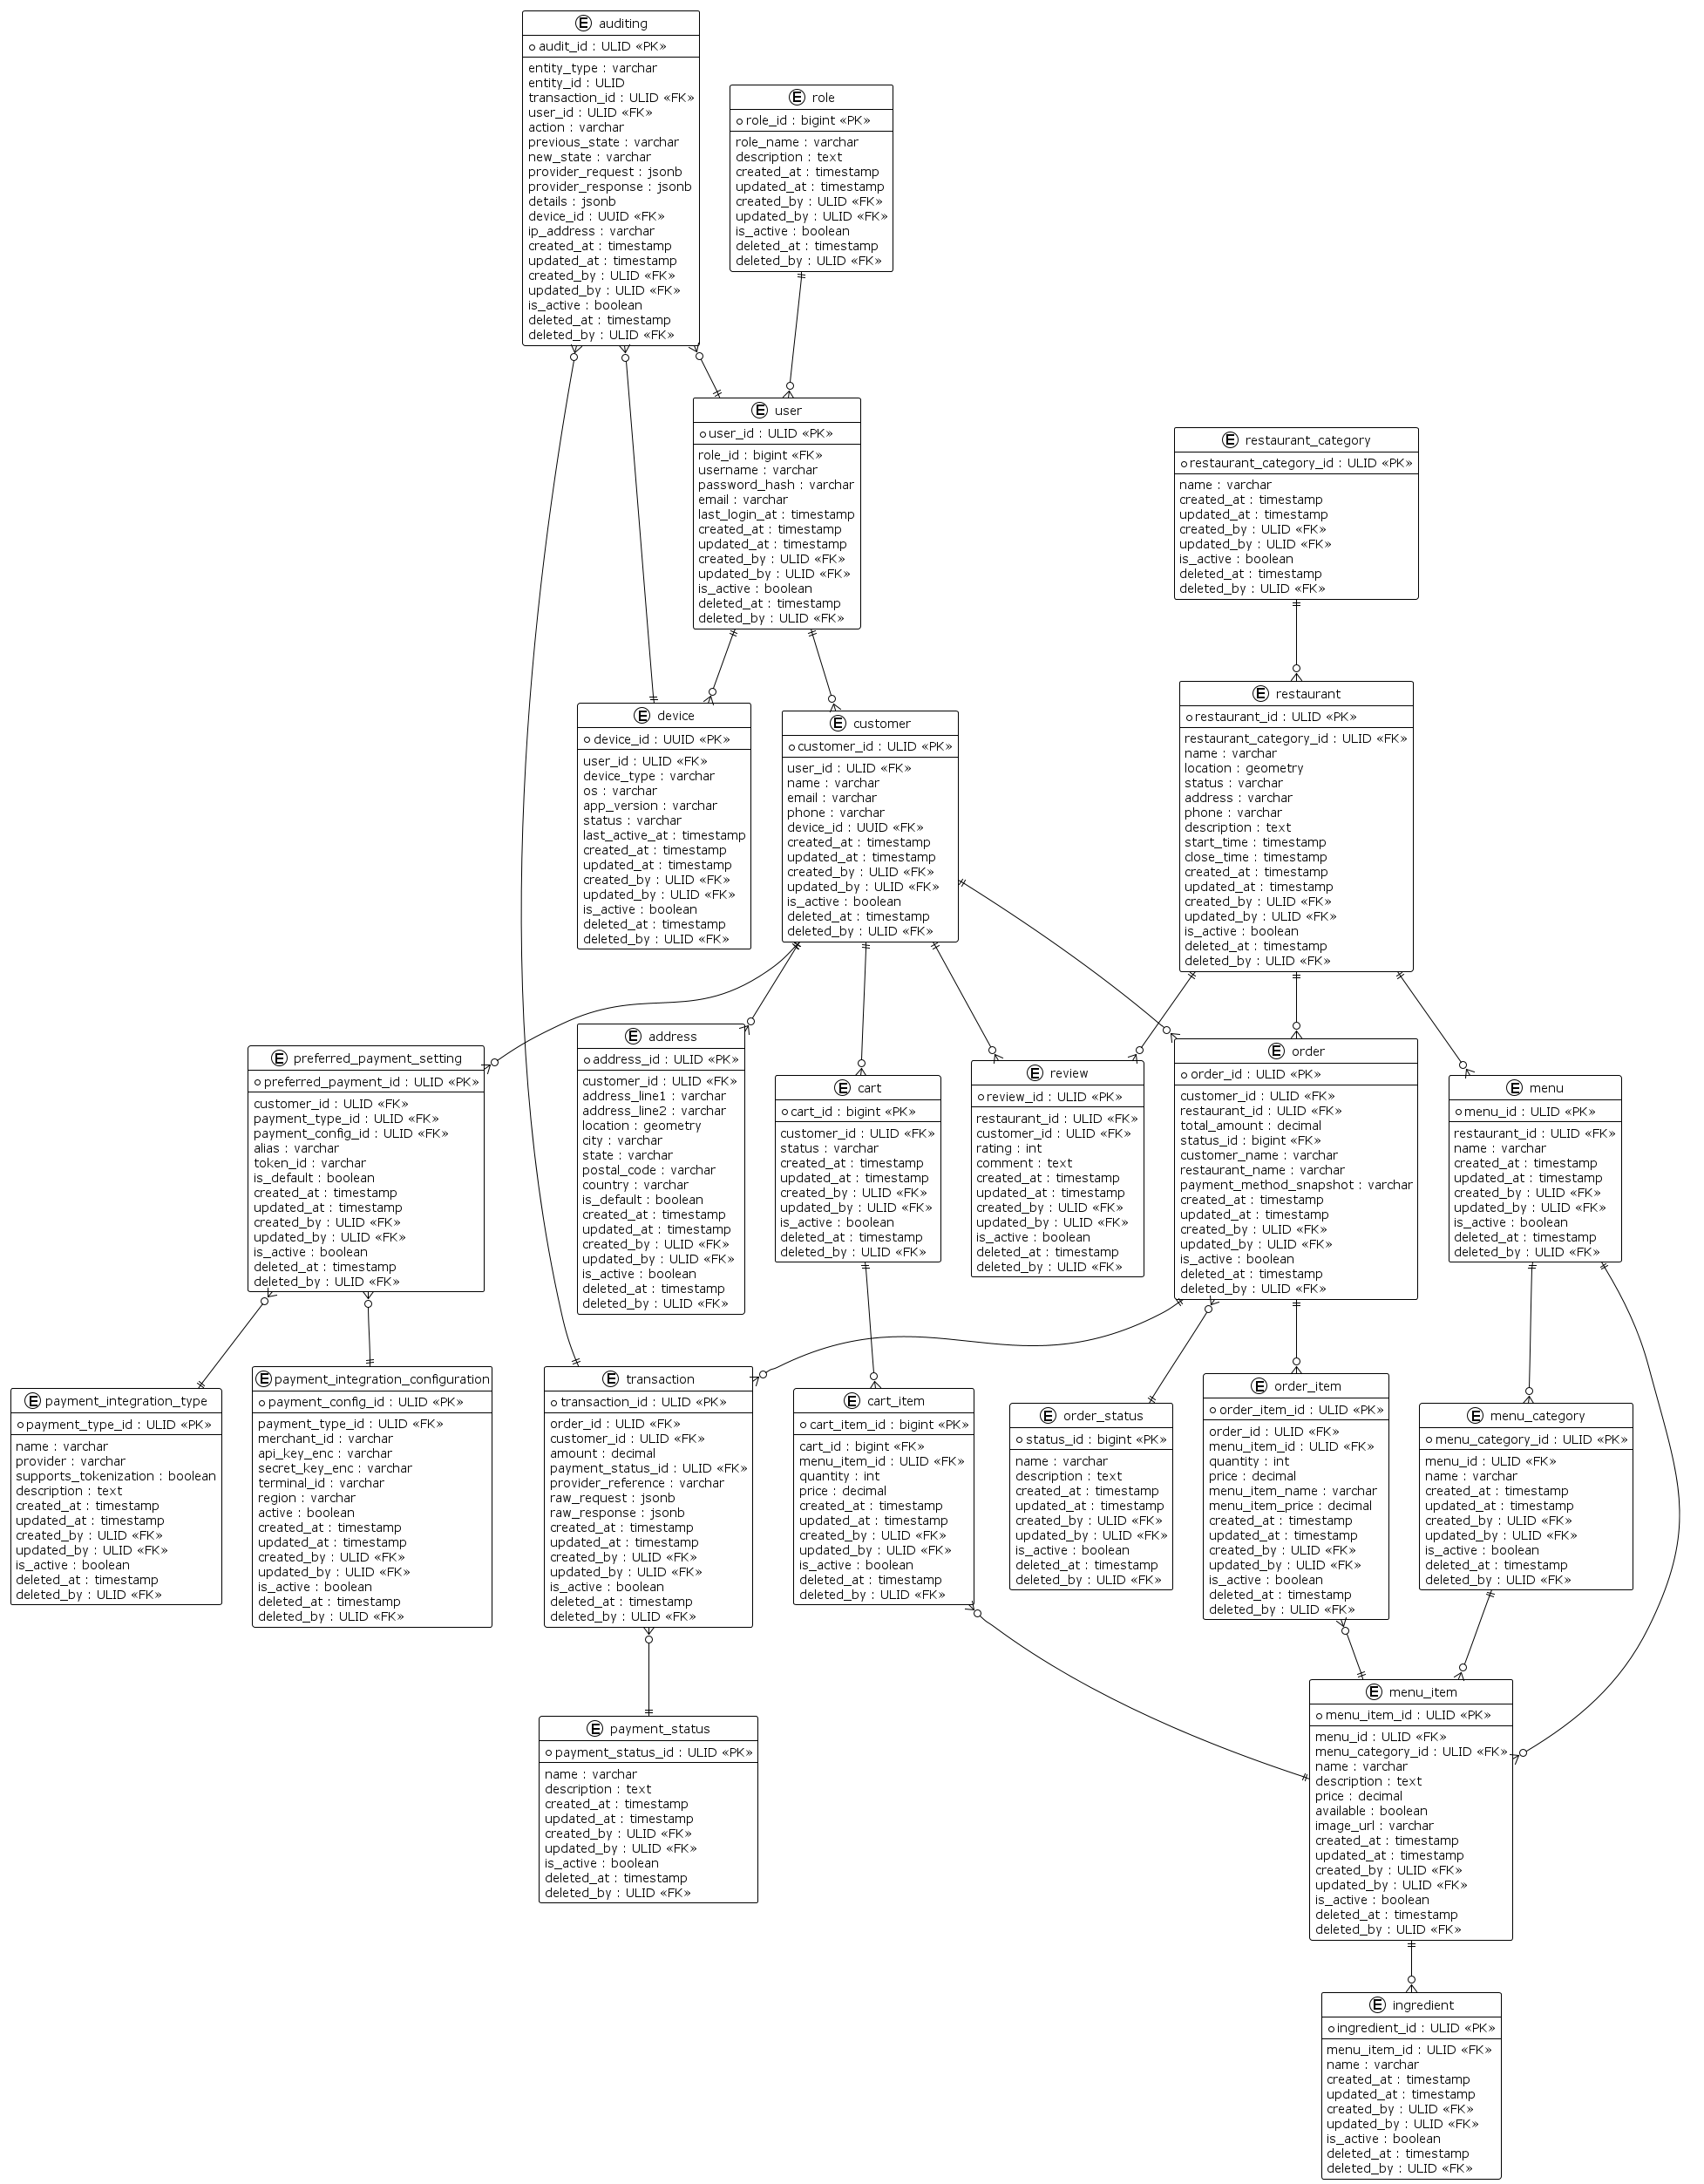 E auditing
audit_id : ULID «PK»
entity_type : varchar
entity_id : ULID
transaction_id : ULID «FK»
user_id : ULID «FK»
action : varchar
previous_state : varchar
new_state : varchar
provider_request : jsonb
provider_response : jsonb
details : jsonb
device_id : UUID «FK»
ip_address : varchar
created_at : timestamp
updated_at : timestamp
created_by : ULID «FK»
updated_by : ULID «FK»
is_active : boolean
deleted_at : timestamp
deleted_by : ULID «FK»
E role
role_id : bigint «PK»
role_name : varchar
description : text
created_at : timestamp
updated_at : timestamp
created_by : ULID «FK»
updated_by : ULID «FK»
is_active : boolean
deleted_at : timestamp
deleted_by : ULID «FK»
E user
user_id : ULID «PK»
role_id : bigint «FK»
username : varchar
password_hash : varchar
email : varchar
last_login_at : timestamp
created_at : timestamp
updated_at : timestamp
created_by : ULID «FK»
updated_by : ULID «FK»
is_active : boolean
deleted_at : timestamp
deleted_by : ULID «FK»
E restaurant_category
restaurant_category_id : ULID «PK»
name : varchar
created_at : timestamp
updated_at : timestamp
created_by : ULID «FK»
updated_by : ULID «FK»
is_active : boolean
deleted_at : timestamp
deleted_by : ULID «FK»
E device
device_id : UUID «PK»
user_id : ULID «FK»
device_type : varchar
os : varchar
app_version : varchar
status : varchar
last_active_at : timestamp
created_at : timestamp
updated_at : timestamp
created_by : ULID «FK»
updated_by : ULID «FK»
is_active : boolean
deleted_at : timestamp
deleted_by : ULID «FK»
E customer
customer_id : ULID «PK»
user_id : ULID «FK»
name : varchar
email : varchar
phone : varchar
device_id : UUID «FK»
created_at : timestamp
updated_at : timestamp
created_by : ULID «FK»
updated_by : ULID «FK»
is_active : boolean
deleted_at : timestamp
deleted_by : ULID «FK»
E restaurant
restaurant_id : ULID «PK»
restaurant_category_id : ULID «FK»
name : varchar
location : geometry
status : varchar
address : varchar
phone : varchar
description : text
start_time : timestamp
close_time : timestamp
created_at : timestamp
updated_at : timestamp
created_by : ULID «FK»
updated_by : ULID «FK»
is_active : boolean
deleted_at : timestamp
deleted_by : ULID «FK»
E preferred_payment_setting
preferred_payment_id : ULID «PK»
customer_id : ULID «FK»
payment_type_id : ULID «FK»
payment_config_id : ULID «FK»
alias : varchar
token_id : varchar
is_default : boolean
created_at : timestamp
updated_at : timestamp
created_by : ULID «FK»
updated_by : ULID «FK»
is_active : boolean
deleted_at : timestamp
deleted_by : ULID «FK»
E address
address_id : ULID «PK»
customer_id : ULID «FK»
address_line1 : varchar
address_line2 : varchar
location : geometry
city : varchar
state : varchar
postal_code : varchar
country : varchar
is_default : boolean
created_at : timestamp
updated_at : timestamp
created_by : ULID «FK»
updated_by : ULID «FK»
is_active : boolean
deleted_at : timestamp
deleted_by : ULID «FK»
E cart
cart_id : bigint «PK»
customer_id : ULID «FK»
status : varchar
created_at : timestamp
updated_at : timestamp
created_by : ULID «FK»
updated_by : ULID «FK»
is_active : boolean
deleted_at : timestamp
deleted_by : ULID «FK»
E review
review_id : ULID «PK»
restaurant_id : ULID «FK»
customer_id : ULID «FK»
rating : int
comment : text
created_at : timestamp
updated_at : timestamp
created_by : ULID «FK»
updated_by : ULID «FK»
is_active : boolean
deleted_at : timestamp
deleted_by : ULID «FK»
E order
order_id : ULID «PK»
customer_id : ULID «FK»
restaurant_id : ULID «FK»
total_amount : decimal
status_id : bigint «FK»
customer_name : varchar
restaurant_name : varchar
payment_method_snapshot : varchar
created_at : timestamp
updated_at : timestamp
created_by : ULID «FK»
updated_by : ULID «FK»
is_active : boolean
deleted_at : timestamp
deleted_by : ULID «FK»
E menu
menu_id : ULID «PK»
restaurant_id : ULID «FK»
name : varchar
created_at : timestamp
updated_at : timestamp
created_by : ULID «FK»
updated_by : ULID «FK»
is_active : boolean
deleted_at : timestamp
deleted_by : ULID «FK»
E payment_integration_type
payment_type_id : ULID «PK»
name : varchar
provider : varchar
supports_tokenization : boolean
description : text
created_at : timestamp
updated_at : timestamp
created_by : ULID «FK»
updated_by : ULID «FK»
is_active : boolean
deleted_at : timestamp
deleted_by : ULID «FK»
E payment_integration_configuration
payment_config_id : ULID «PK»
payment_type_id : ULID «FK»
merchant_id : varchar
api_key_enc : varchar
secret_key_enc : varchar
terminal_id : varchar
region : varchar
active : boolean
created_at : timestamp
updated_at : timestamp
created_by : ULID «FK»
updated_by : ULID «FK»
is_active : boolean
deleted_at : timestamp
deleted_by : ULID «FK»
E transaction
transaction_id : ULID «PK»
order_id : ULID «FK»
customer_id : ULID «FK»
amount : decimal
payment_status_id : ULID «FK»
provider_reference : varchar
raw_request : jsonb
raw_response : jsonb
created_at : timestamp
updated_at : timestamp
created_by : ULID «FK»
updated_by : ULID «FK»
is_active : boolean
deleted_at : timestamp
deleted_by : ULID «FK»
E cart_item
cart_item_id : bigint «PK»
cart_id : bigint «FK»
menu_item_id : ULID «FK»
quantity : int
price : decimal
created_at : timestamp
updated_at : timestamp
created_by : ULID «FK»
updated_by : ULID «FK»
is_active : boolean
deleted_at : timestamp
deleted_by : ULID «FK»
E order_status
status_id : bigint «PK»
name : varchar
description : text
created_at : timestamp
updated_at : timestamp
created_by : ULID «FK»
updated_by : ULID «FK»
is_active : boolean
deleted_at : timestamp
deleted_by : ULID «FK»
E order_item
order_item_id : ULID «PK»
order_id : ULID «FK»
menu_item_id : ULID «FK»
quantity : int
price : decimal
menu_item_name : varchar
menu_item_price : decimal
created_at : timestamp
updated_at : timestamp
created_by : ULID «FK»
updated_by : ULID «FK»
is_active : boolean
deleted_at : timestamp
deleted_by : ULID «FK»
E menu_category
menu_category_id : ULID «PK»
menu_id : ULID «FK»
name : varchar
created_at : timestamp
updated_at : timestamp
created_by : ULID «FK»
updated_by : ULID «FK»
is_active : boolean
deleted_at : timestamp
deleted_by : ULID «FK»
E payment_status
payment_status_id : ULID «PK»
name : varchar
description : text
created_at : timestamp
updated_at : timestamp
created_by : ULID «FK»
updated_by : ULID «FK»
is_active : boolean
deleted_at : timestamp
deleted_by : ULID «FK»
E menu_item
menu_item_id : ULID «PK»
menu_id : ULID «FK»
menu_category_id : ULID «FK»
name : varchar
description : text
price : decimal
available : boolean
image_url : varchar
created_at : timestamp
updated_at : timestamp
created_by : ULID «FK»
updated_by : ULID «FK»
is_active : boolean
deleted_at : timestamp
deleted_by : ULID «FK»
E ingredient
ingredient_id : ULID «PK»
menu_item_id : ULID «FK»
name : varchar
created_at : timestamp
updated_at : timestamp
created_by : ULID «FK»
updated_by : ULID «FK»
is_active : boolean
deleted_at : timestamp
deleted_by : ULID «FK»